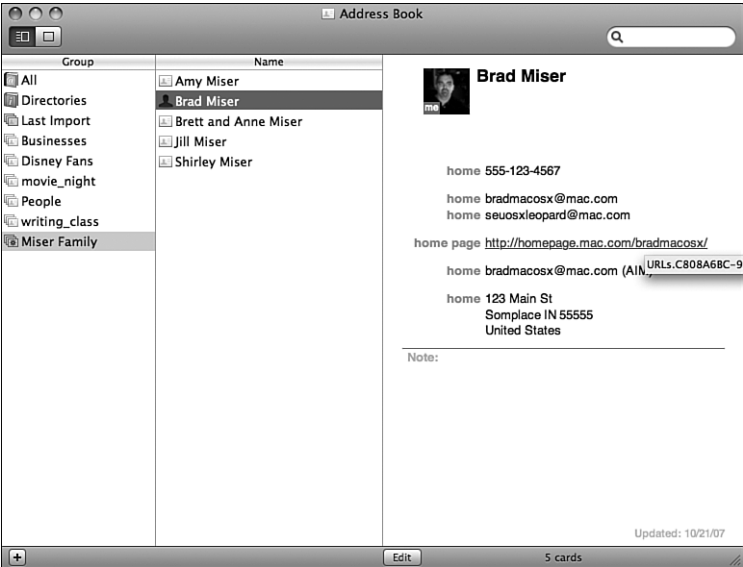 Address Book
Group
All
Directories
Last Import
Businesses
Disney Fans
movie_night
People
writing_class
Miser Family
Name
Amy Miser
Brad Miser
Brett and Anne Miser
Jill Miser
Shirley Miser
me
Brad Miser
home 555-123-4567
home bradmacosx@mac.com
home seuosxleopard@mac.com
home page http://homepage.mac.com/bradmacosx/
URLs.C808A6BC-9
home bradmacosx@mac.com (AIM)
home 123 Main St
Somplace IN 55555
United States
Note:
Updated: 10/21/07
Edit
5 cards